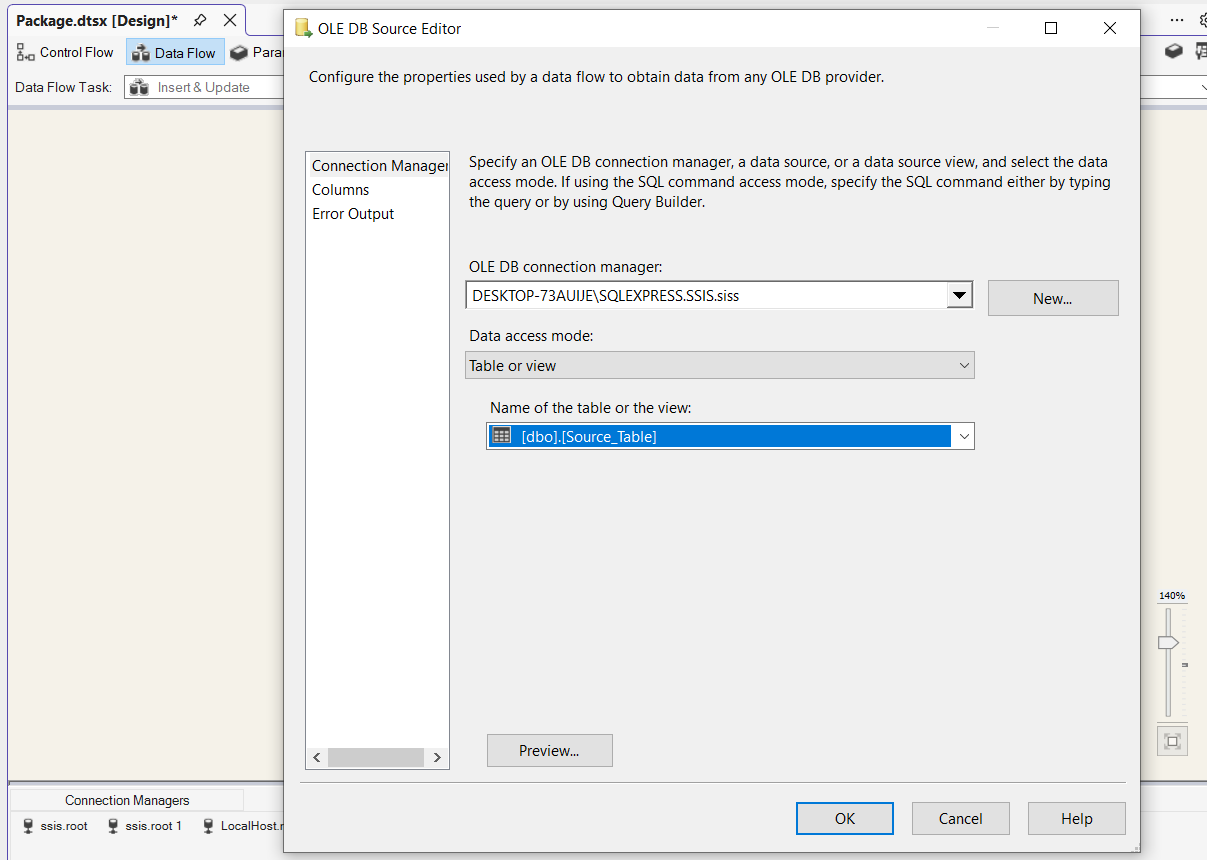 Package.dtsx [Design]*
OLE DB Source Editor
Control Flow
Data Flow
Para
Data Flow Task:
Insert & Update
Configure the properties used by a data flow to obtain data from any OLE DB provider.
Connection Manager
Columns
Error Output
Specify an OLE DB connection manager, a data source, or a data source view, and select the data
access mode. If using the SQL command access mode, specify the SQL command either by typing
the query or by using Query Builder.
OLE DB connection manager:
DESKTOP-73AUIJE\SQLEXPRESS.SSIS.siss
New...
Data access mode:
Table or view
Name of the table or the view:
[dbo].[Source_Table]
140%
Preview...
Connection Managers
ssis.root
ssis.root 1
LocalHost.r
OK
Cancel
Help